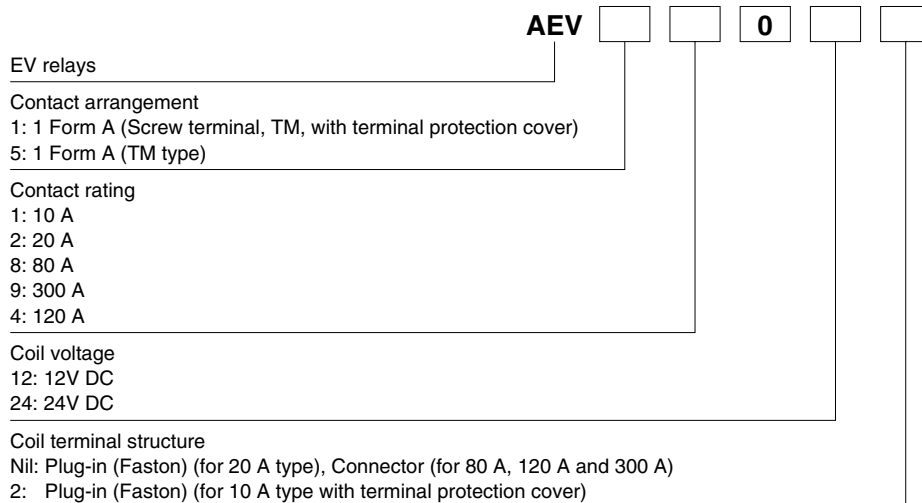 AEV 0
EV relays
Contact arrangement
1: 1 Form A (Screw terminal, TM, with terminal protection cover)
5: 1 Form A (TM type)
Contact rating
1: 10 A
2: 20 A
8: 80 A
9: 300 A
4: 120 A
Coil voltage
12: 12V DC
24: 24V DC
Coil terminal structure
Nil: Plug-in (Faston) (for 20 A type), Connector (for 80 A, 120 A and 300 A)
2: Plug-in (Faston) (for 10 A type with terminal protection cover)